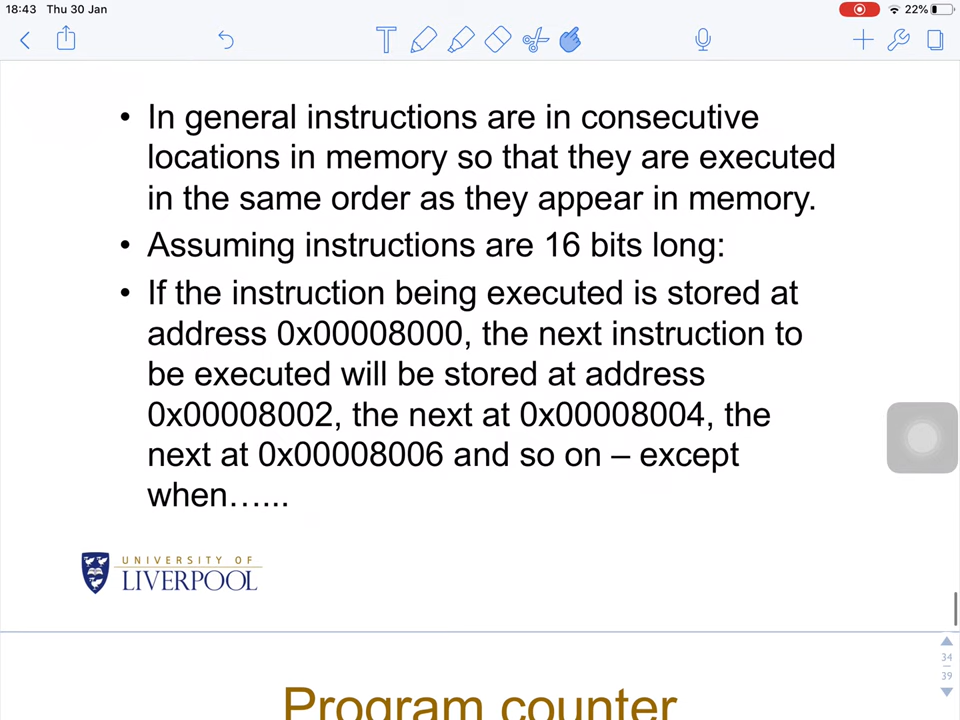 18:43 Thu 30 Jan
22%
T
• In general instructions are in consecutive
locations in memory so that they are executed
in the same order as they appear in memory.
• Assuming instructions are 16 bits long:
• If the instruction being executed is stored at
address 0x00008000, the next instruction to
be executed will be stored at address
0x00008002, the next at 0x00008004, the
next at 0x00008006 and so on – except
when…...
UNIVERSITY OF
LIVERPOOL
34
39
Program counter